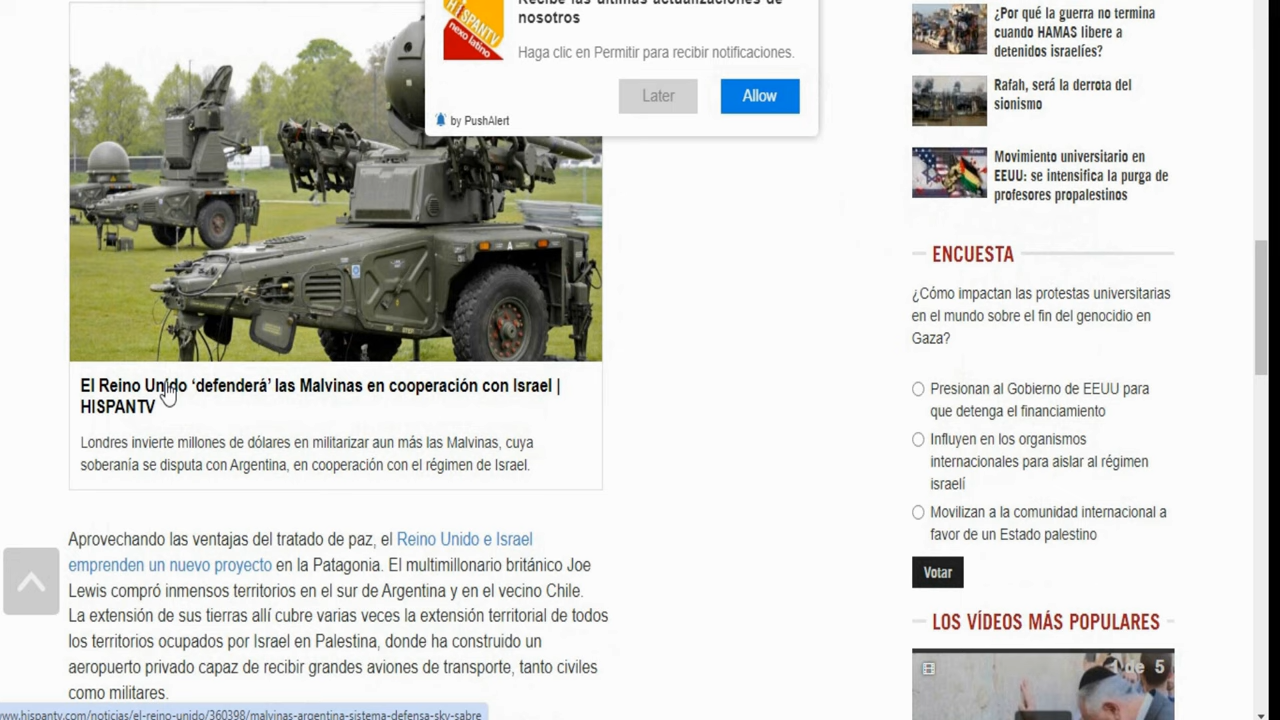 Recibe las últimas actualizaciones de
nosotros
HISPANTV
nexo latino
Haga clic en Permitir para recibir notificaciones.
Later
Allow
by PushAlert
A
El Reino Unido ‘defenderá’ las Malvinas en cooperación con Israel |
HISPANTV
Londres invierte millones de dólares en militarizar aun más las Malvinas, cuya
soberanía se disputa con Argentina, en cooperación con el régimen de Israel.
Aprovechando las ventajas del tratado de paz, el Reino Unido e Israel
emprenden un nuevo proyecto en la Patagonia. El multimillonario británico Joe
Lewis compró inmensos territorios en el sur de Argentina y en el vecino Chile.
La extensión de sus tierras allí cubre varias veces la extensión territorial de todos
los territorios ocupados por Israel en Palestina, donde ha construido un
aeropuerto privado capaz de recibir grandes aviones de transporte, tanto civiles
como militares.
www.hispantv.com/noticias/el-reino-unido/360398/malvinas-argentina-sistema-defensa-sky-sabre
¿Por qué la guerra no termina
cuando HAMAS libere a
detenidos israelíes?
Rafah, será la derrota del
sionismo
Movimiento universitario en
EEUU: se intensifica la purga de
profesores propalestinos
ENCUESTA
¿Cómo impactan las protestas universitarias
en el mundo sobre el fin del genocidio en
Gaza?
Presionan al Gobierno de EEUU para
que detenga el financiamiento
Influyen en los organismos
internacionales para aislar al régimen
israelí
Movilizan a la comunidad internacional a
favor de un Estado palestino
Votar
LOS VÍDEOS MÁS POPULARES
1 de 5